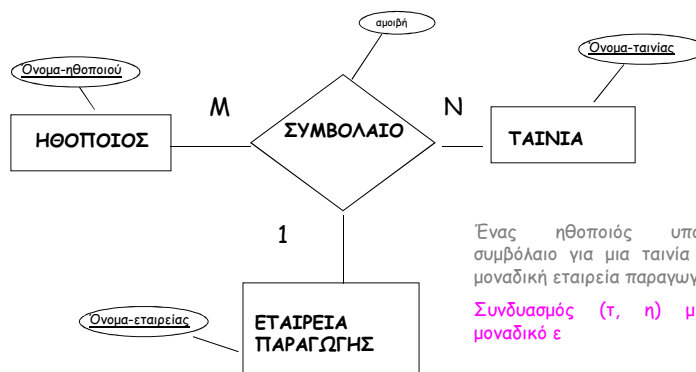 αμοιβή
Όνομα-ηθοποιού
Όνομα-ταινίας
Μ
Ν
ΗΘΟΠΟΙΟΣ
ΣΥΜΒΟΛΑΙΟ
ΤΑΙΝΙΑ
1
Ένας ηθοποιός
συμβόλαιο για μια ταινία
μοναδική εταιρεία
Συνδυασμός (τ, η)
μοναδικό ε
Όνομα-εταιρείας
ΕΤΑΙΡΕΙΑ
ΠΑΡΑΓΩΓΗΣ